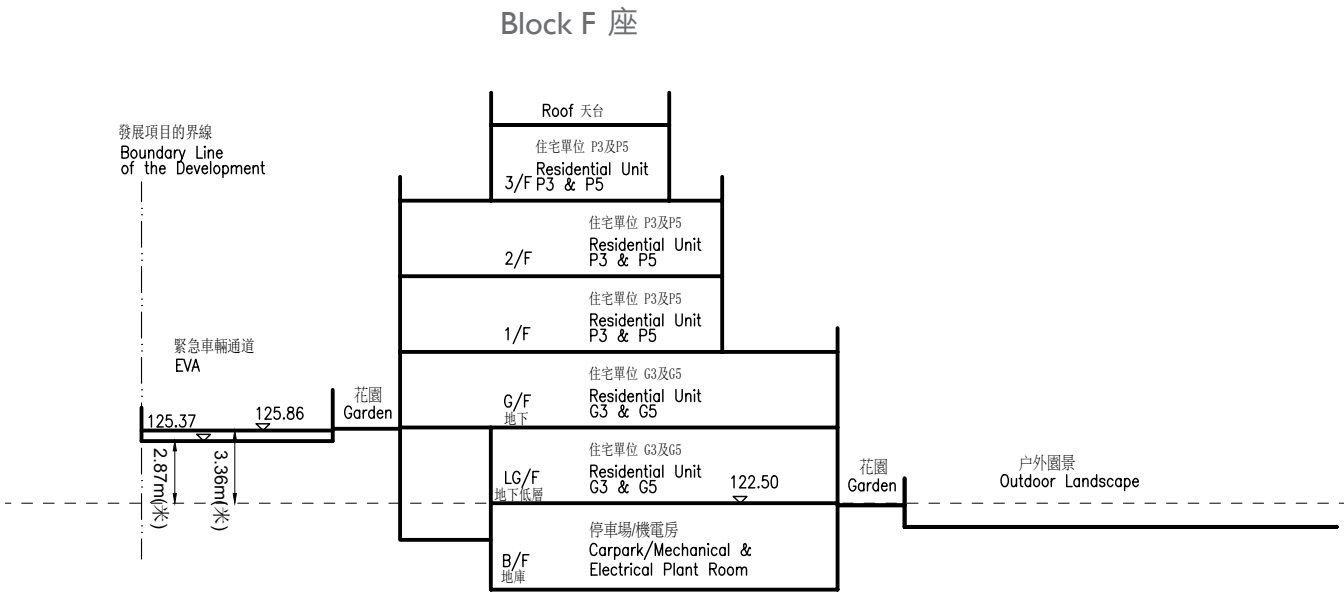 Block F 座
Roof 天台
發展項目的界線
Boundary Line
of the Development
住宅單位 P3及P5
Residential Unit
3/F P3 & P5
住宅單位 P3及P5
Residential Unit
2/F P3 & P5
住宅單位 P3及P5
Residential Unit
1/F P3 & P5
緊急車輛通道
EVA
住宅單位 G3及G5
Residential Unit
G/F G3 & G5
地下
花園
Garden
125.37 125.86
2.87m(米)
3.36m(米)
住宅單位 G3及G5
Residential Unit
LG/F G3 & G5
地下低層
122.50
花園
Garden
户外園景
Outdoor Landscape
停車場/機電房
Carpark/Mechanical &
Electrical Plant Room
B/F
地庫